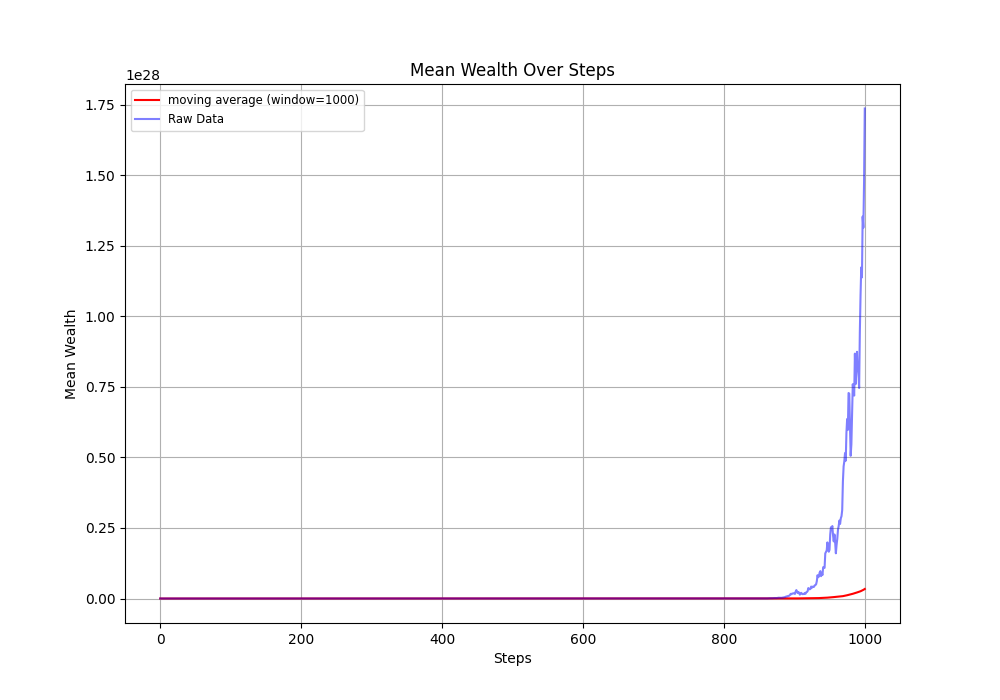 Mean Wealth Over Steps
1e28
moving average (window=1000)
Raw Data
1.75
1.50
1.25
1.00
0.75
0.50
0.25
0.00
Mean Wealth
0 200 400 600 800 1000
Steps